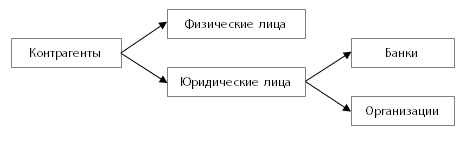 Физические лица
Контрагенты
Банки
Юридические лица
Организации